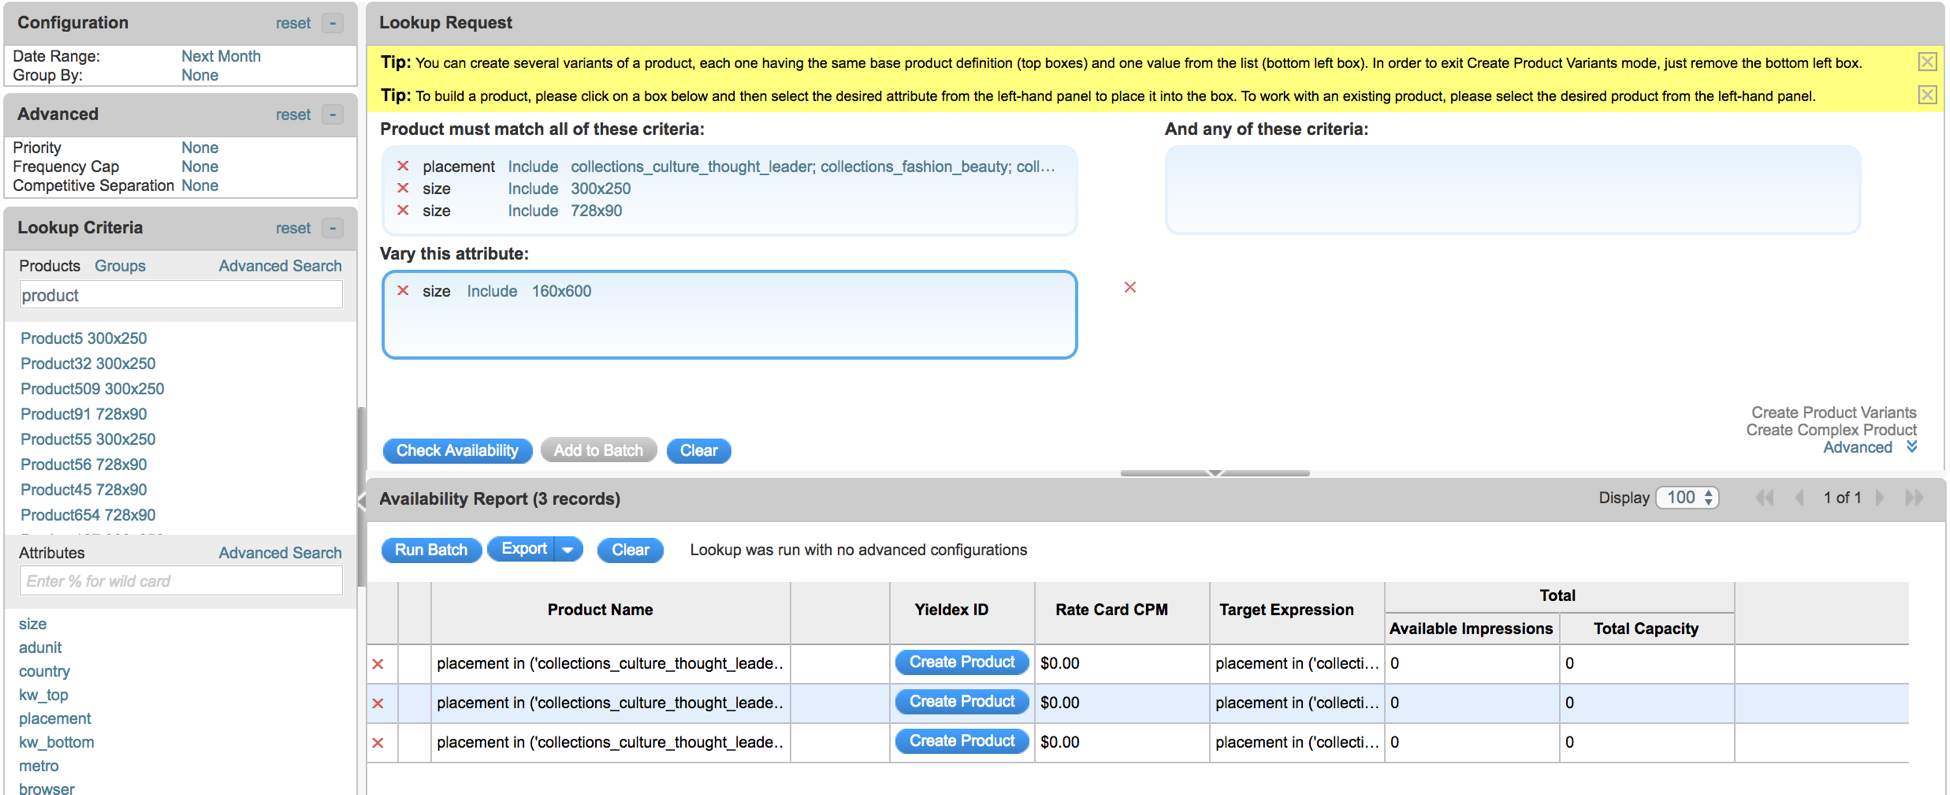 Configuration reset -
Date Range: Next Month
Group By: None
Advanced reset -
Priority None
Frequency Cap None
Competitive Separation None
Lookup Criteria reset -
Products Groups Advanced Search
product
Product5 300x250
Product32 300x250
Product509 300x250
Product91 728x90
Product55 300x250
Product56 728x90
Product45 728x90
Product654 728x90
Attributes Advanced Search
Enter % for wild card
size
adunit
country
kw_top
placement
kw_bottom
metro
browser
Lookup Request
Tip: You can create several variants of a product, each one having the same base product definition (top boxes) and one value from the list (bottom left box). In order to exit Create Product Variants mode, just remove the bottom left box.
Tip: To build a product, please click on a box below and then select the desired attribute from the left-hand panel to place it into the box. To work with an existing product, please select the desired product from the left-hand panel.
Product must match all of these criteria:
placement Include collections_culture_thought_leader; collections_fashion_beauty; coll...
size Include 300x250
size Include 728x90
And any of these criteria:
Vary this attribute:
size Include 160x600
Create Product Variants
Create Complex Product
Advanced
Check Availability Add to Batch Clear
Availability Report (3 records) Display 100 1 of 1
Run Batch Export Clear Lookup was run with no advanced configurations
Product Name Yieldex ID Rate Card CPM Target Expression Total
Available Impressions Total Capacity
placement in ('collections_culture_thought_leade.. Create Product $0.00 placement in ('collecti... 0 0
placement in ('collections_culture_thought_leade.. Create Product $0.00 placement in ('collecti... 0 0
placement in ('collections_culture_thought_leade.. Create Product $0.00 placement in ('collecti... 0 0